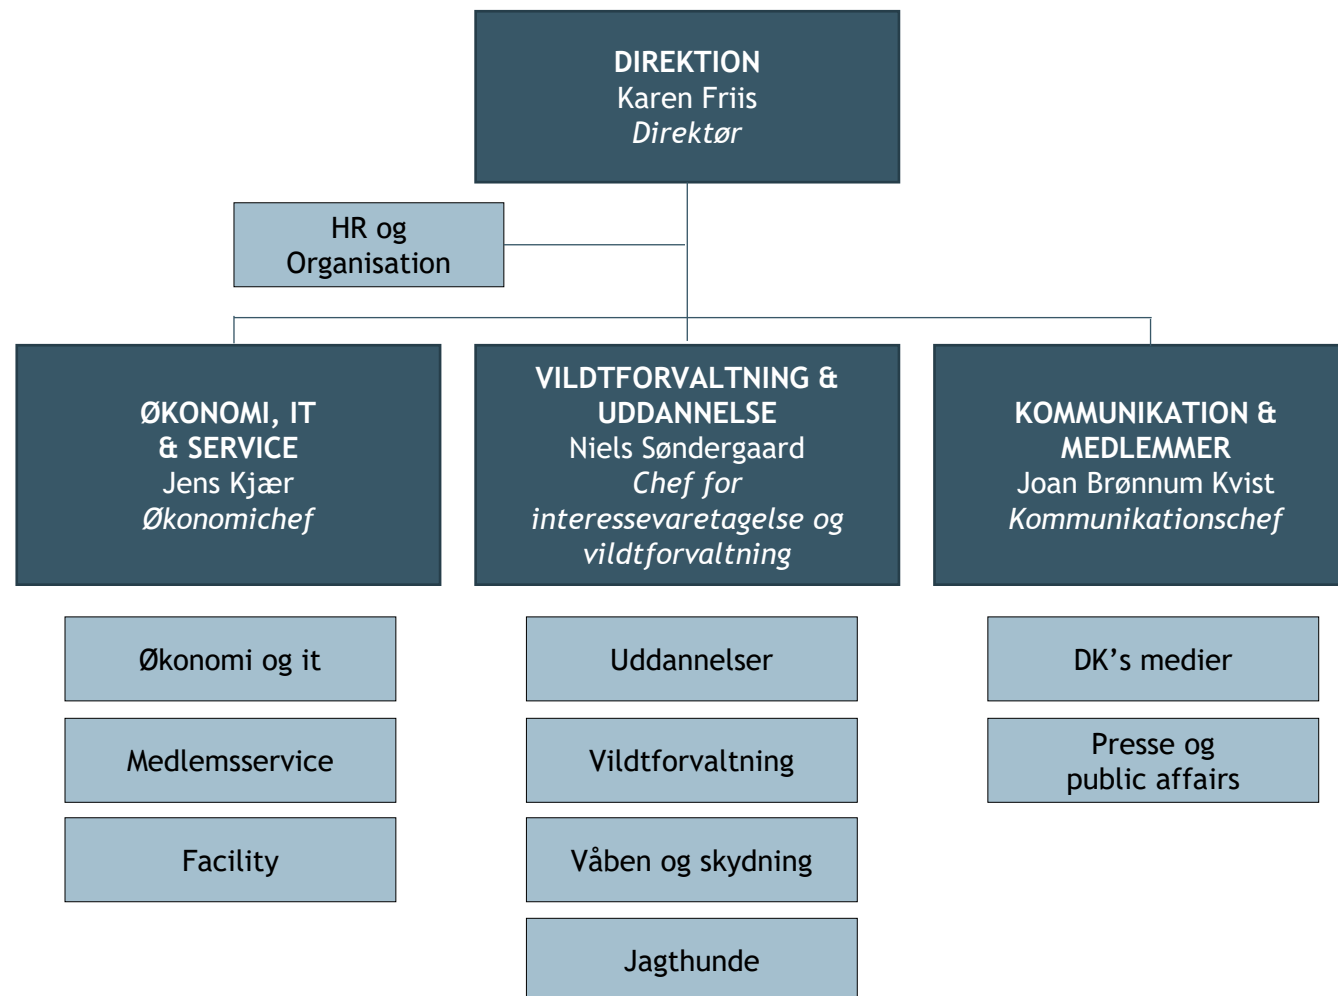 DIREKTION
Karen Friis
Direktør
HR og
Organisation
ØKONOMI, IT
& SERVICE
Jens Kjær
Økonomichef
VILDTFORVALTNING &
UDDANNELSE
Niels Søndergaard
Chef for
interessevaretagelse og
vildtforvaltning
KOMMUNIKATION &
MEDLEMMER
Joan Brønnum Kvist
Kommunikationschef
Økonomi og it
Medlemsservice
Facility
Uddannelser
Vildtforvaltning
Våben og skydning
Jagthunde
DK’s medier
Presse og
public affairs